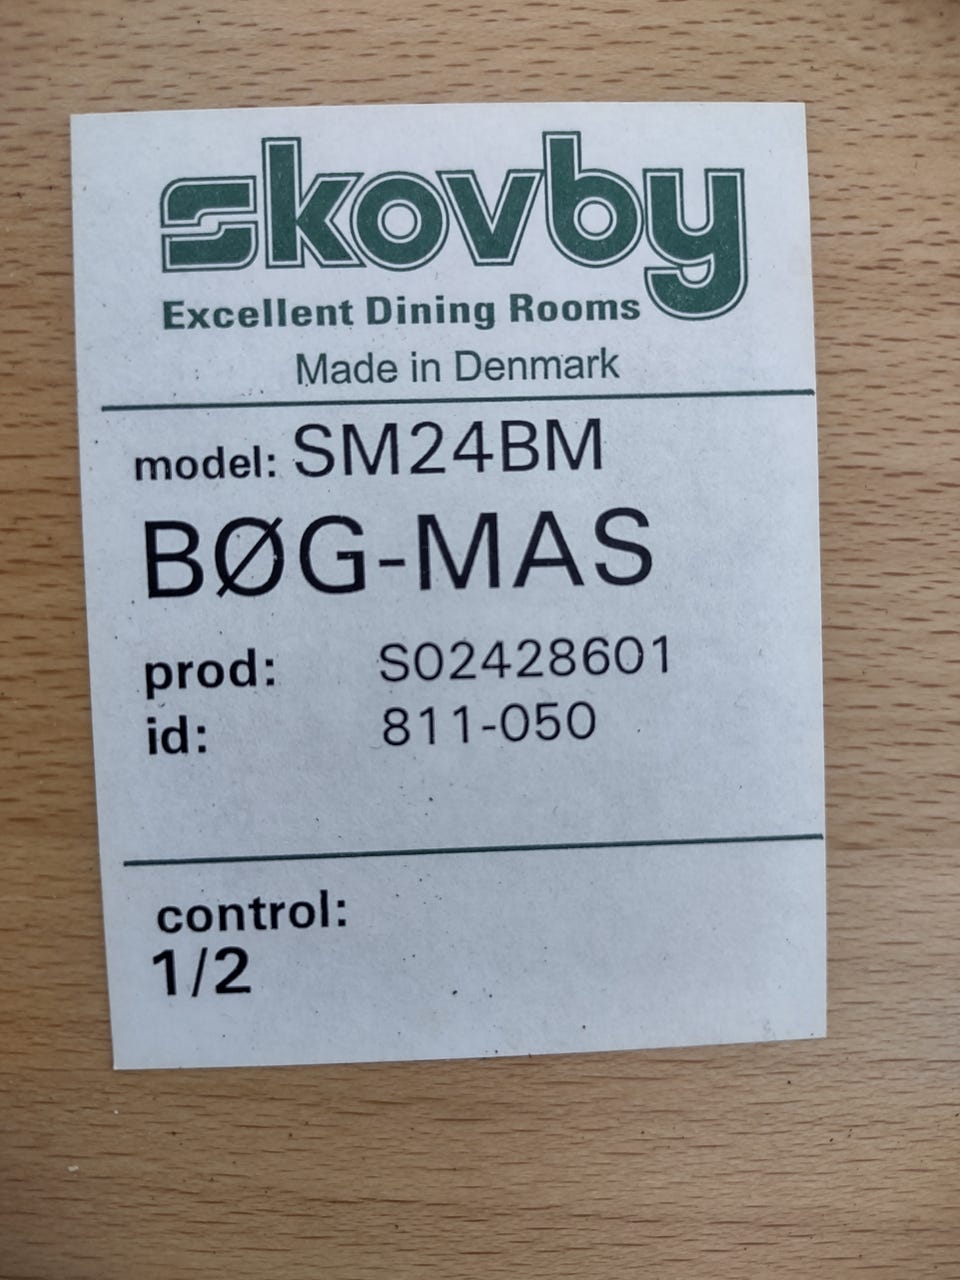 skovby
Excellent Dining Rooms
Made in Denmark
model: SM24BM
BØG-MAS
prod: S02428601
id: 811-050
control:
1/2